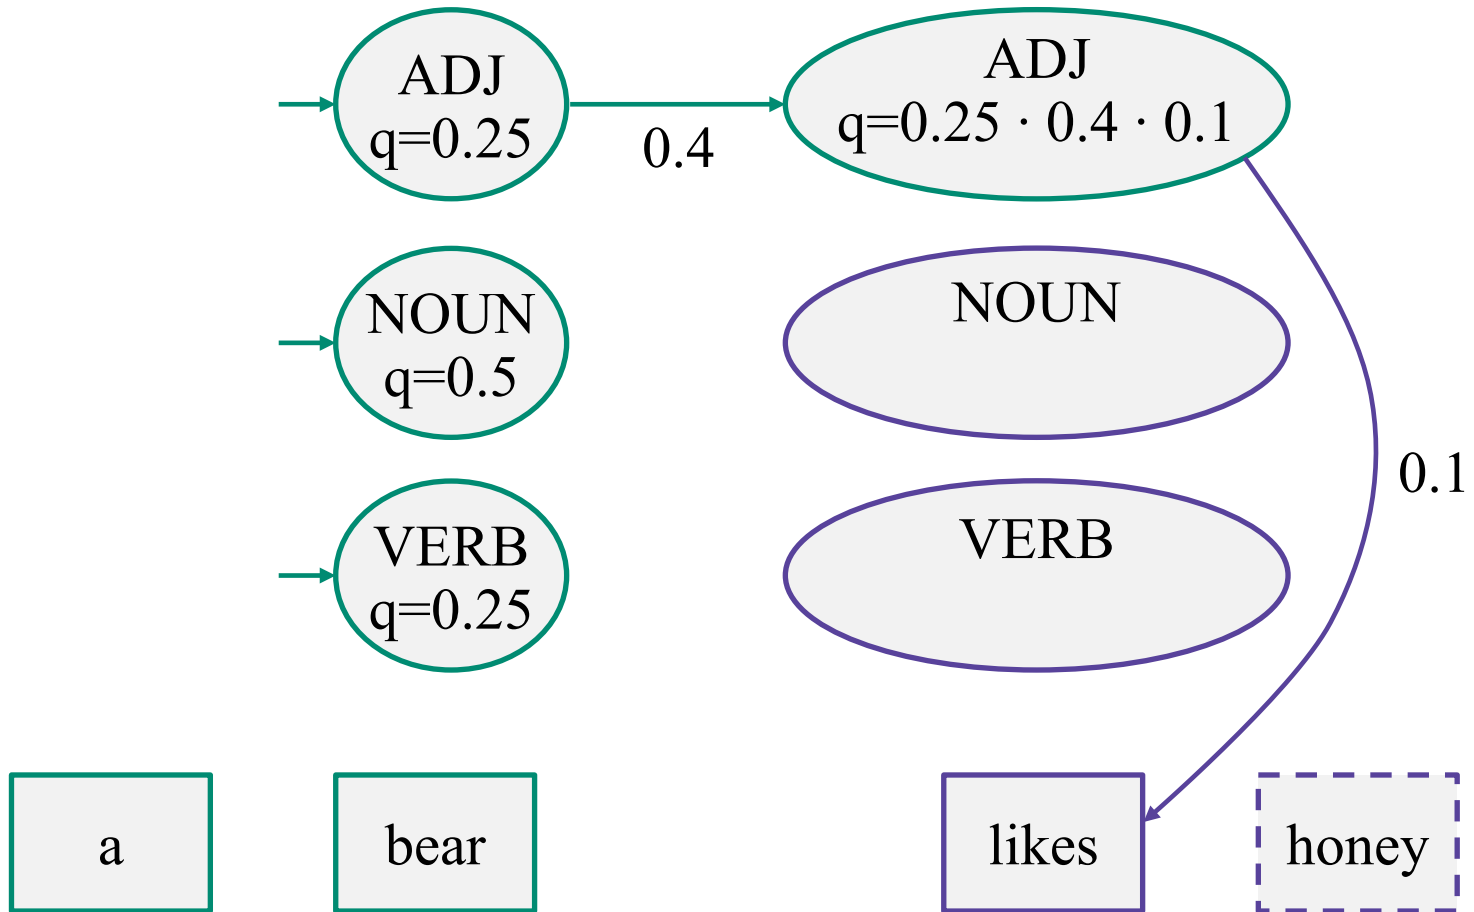 ADJ
q=0.25
0.4
ADJ
q=0.25 · 0.4 · 0.1
NOUN
q=0.5
NOUN
0.1
VERB
q=0.25
VERB
a
bear
likes
honey